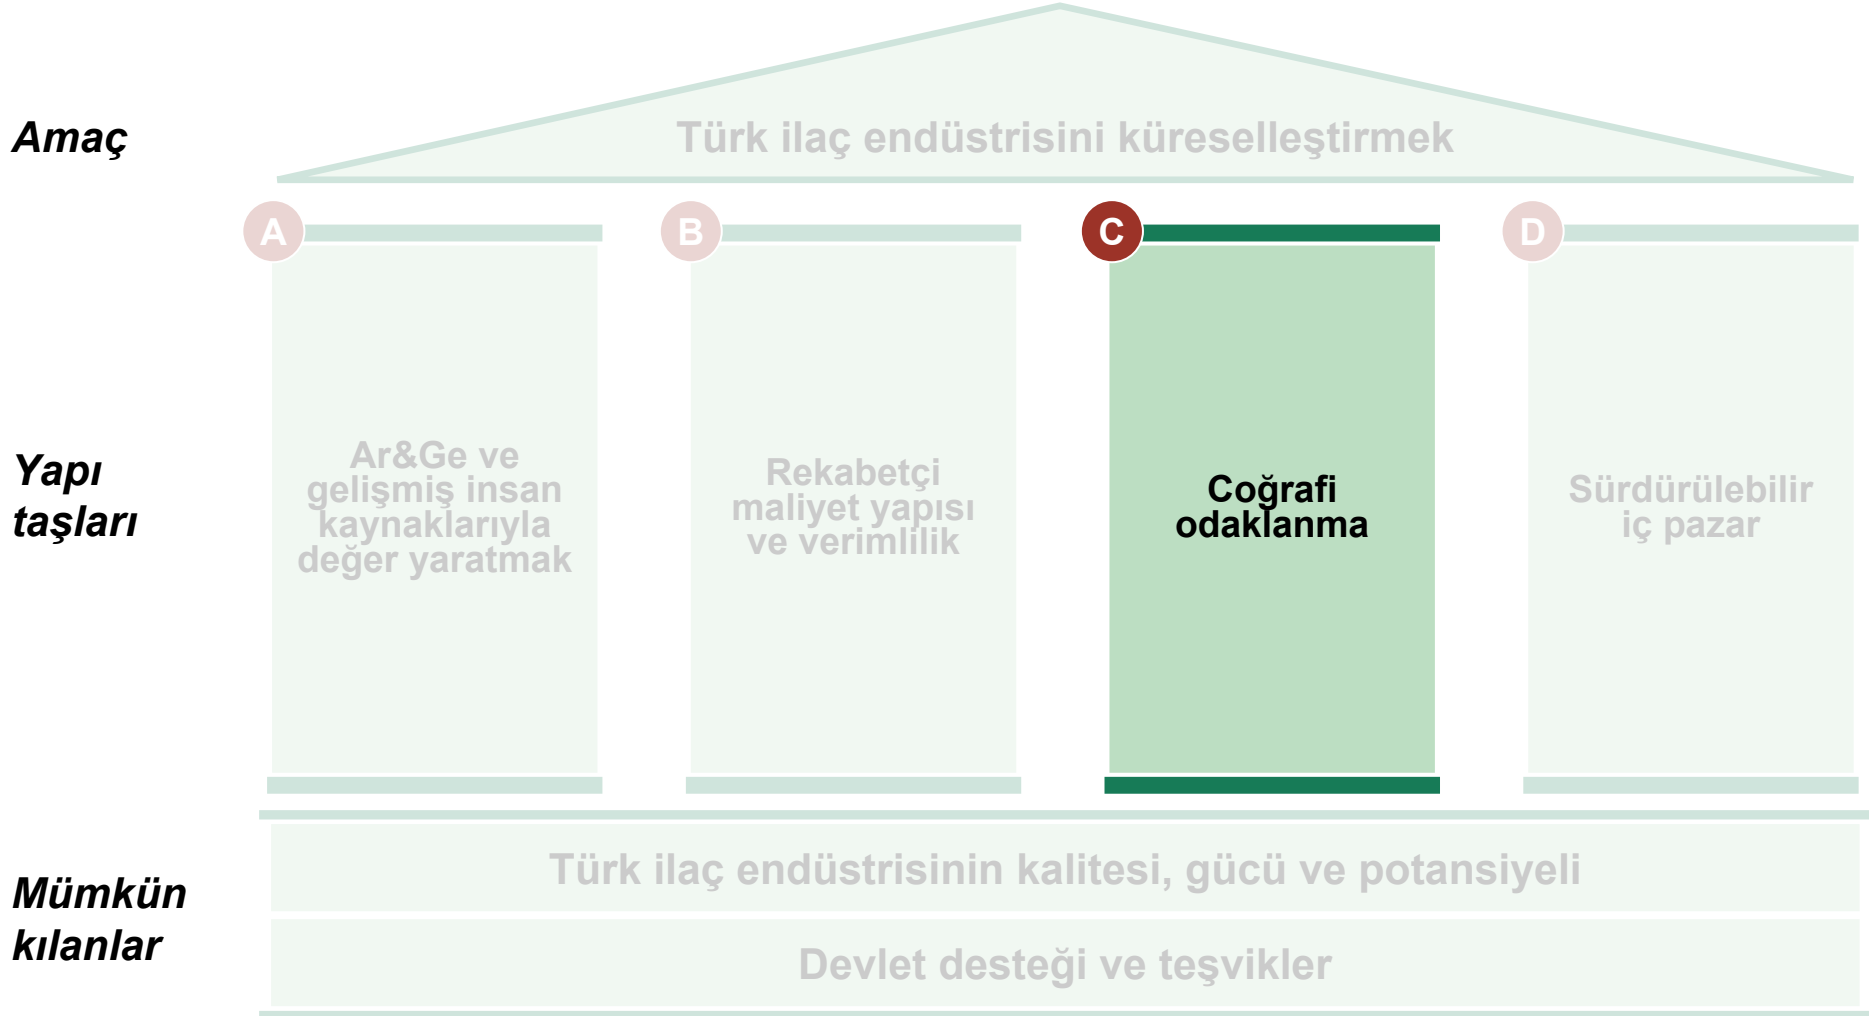 Amaç
Türk ilaç endüstrisini küreselleştirmek
A
B
C
D
Yapı
taşları
Ar&Ge ve
gelişmiş insan
kaynaklarıyla
değer yaratmak
Rekabetçi
maliyet yapısı
ve verimlilik
Coğrafi
odaklanma
Sürdürülebilir
iç pazar
Mümkün
kılanlar
Türk ilaç endüstrisinin kalitesi, gücü ve potansiyeli
Devlet desteği ve teşvikler